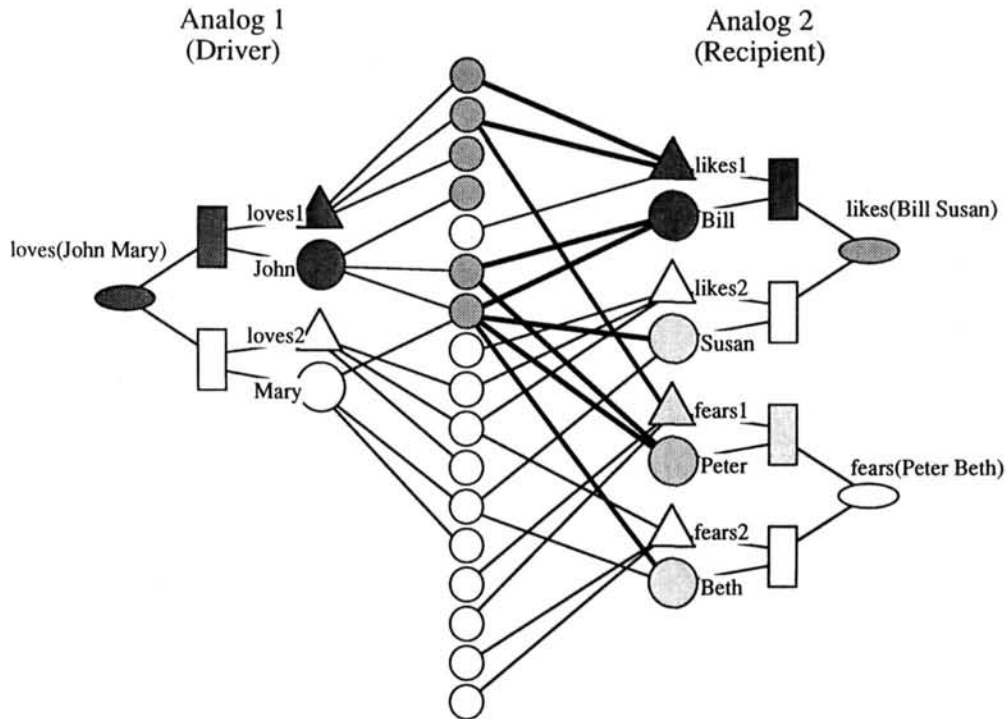 Analog 1
(Driver)
Analog 2
(Recipient)
loves(John Mary)
loves1
John
loves2
Mary
likes1
Bill
likes2
Susan
fears1
Peter
fears2
Beth
likes(Bill Susan)
fears(Peter Beth)